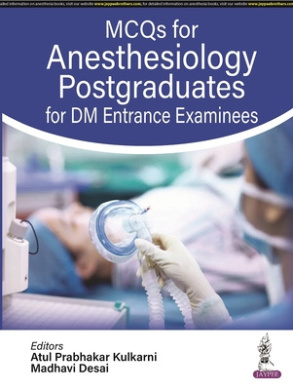 MCQs for
Anesthesiology
Postgraduates
for DM Entrance Examinees
Editors
Atul Prabhakar Kulkarni
Madhavi Desai
JAYPEE